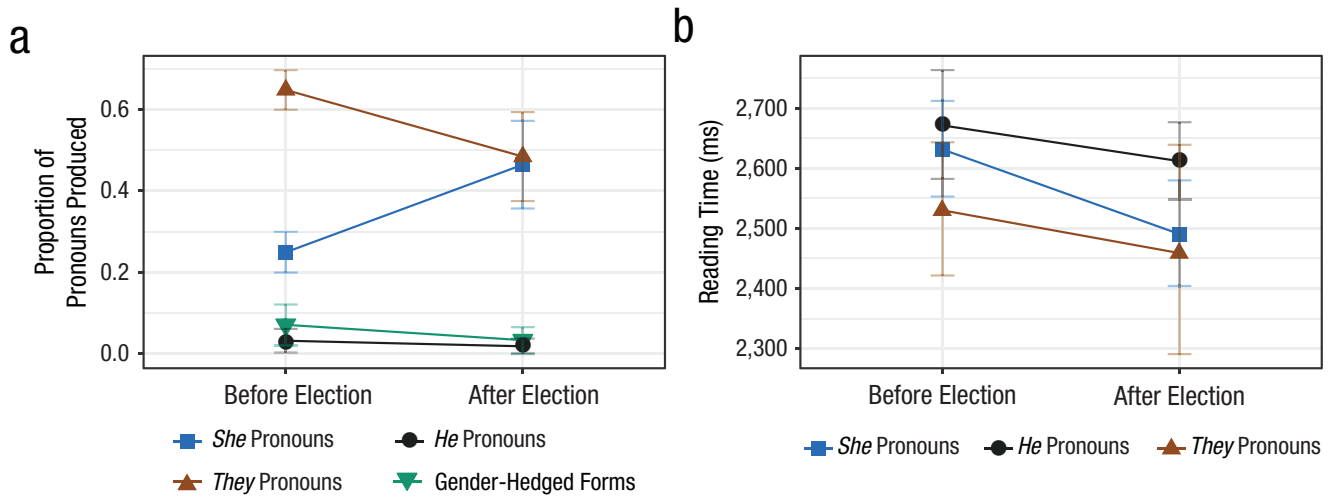 a
Proportion of
Pronouns Produced
0.6
0.4
0.2
0.0
Before Election
After Election
She Pronouns
He Pronouns
They Pronouns
Gender-Hedged Forms
b
Reading Time (ms)
2,700
2,600
2,500
2,400
2,300
Before Election
After Election
She Pronouns
He Pronouns
They Pronouns